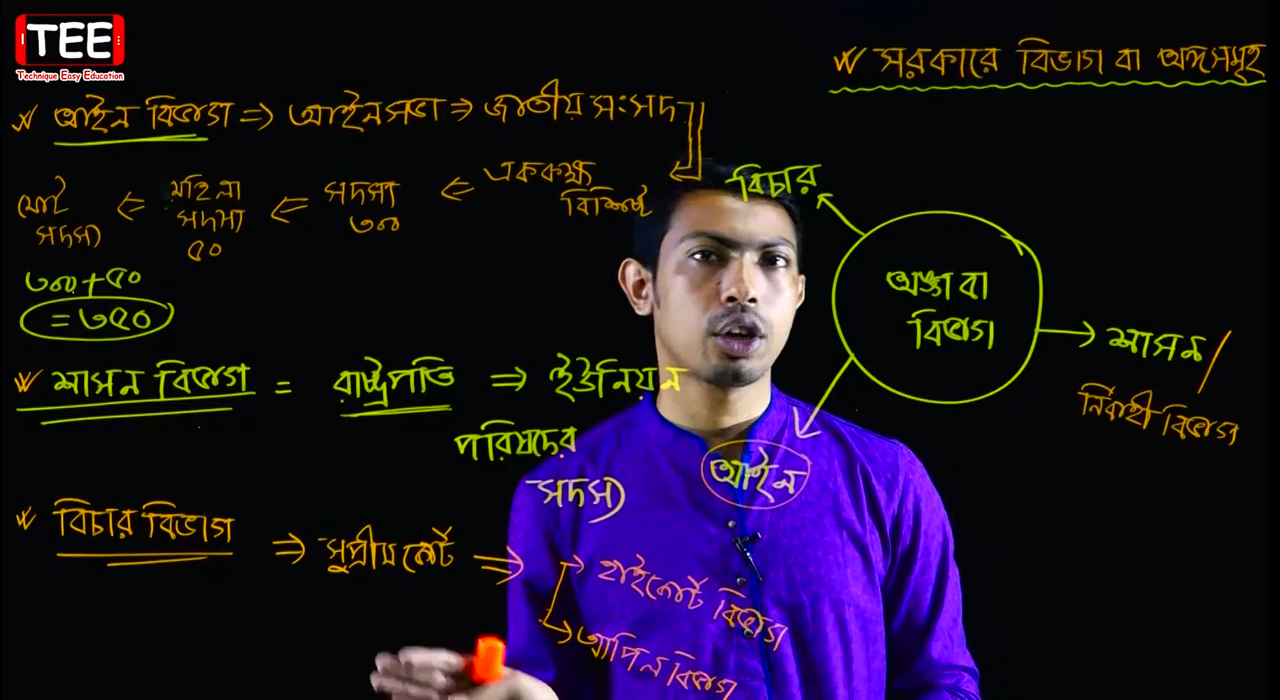 TEE
Technique Easy Education
সরকারে বিভাগ বা অঙ্গসমূহ
আইন বিভাগ ⇒ আইনসভা ⇒ জাতীয় সংসদ
এককক্ষ
বিশিষ্ট
⇐ সদস্য
৩০০
⇐ মহিলা
সদস্য
৫০
⇐ মোট
সদস্য
৩০০+৫০
=৩৫০
শাসন বিভাগ = রাষ্ট্রপতি ⇒ ইউনিয়ন
পরিষদের
সদস্য
বিচার বিভাগ ⇒ সুপ্রীমকোর্ট ⇒
হাইকোর্ট বিভাগ
আপিল বিভাগ
বিচার
অঙ্গ বা
বিভাগ
শাসন /
নির্বাহী বিভাগ
আইন